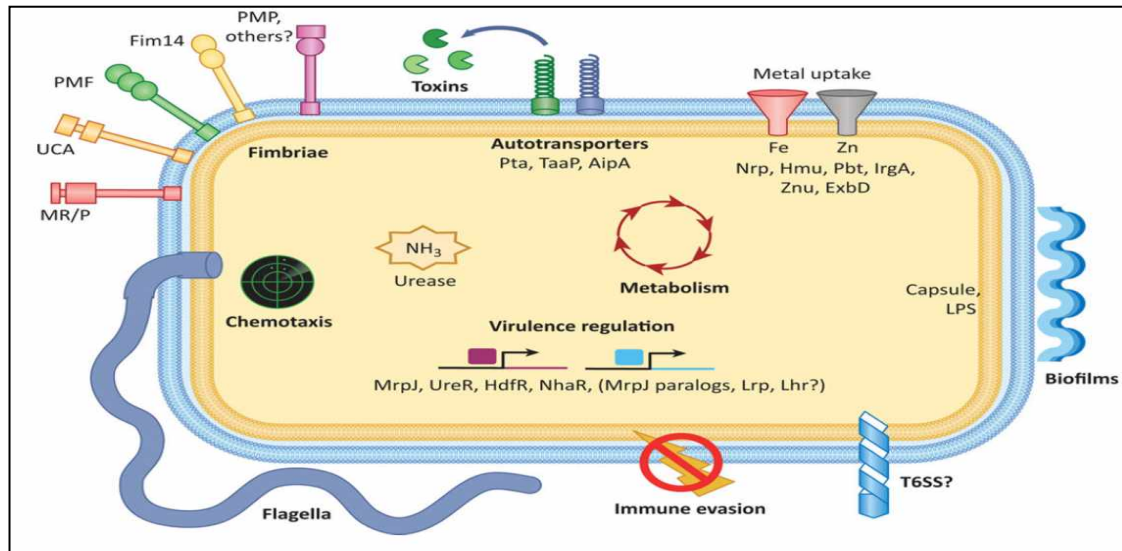 PMP,
others?
Fim14
PMF
UCA
MR/P
Fimbriae
Toxins
Autotransporters
Pta, TaaP, AipA
Metal uptake
Fe
Zn
Nrp, Hmu, Pbt, IrgA,
Znu, ExbD
NH3
Urease
Metabolism
Chemotaxis
Capsule,
LPS
Biofilms
Virulence regulation
MrpJ, UreR, HdfR, NhaR, (MrpJ paralogs, Lrp, Lhr?)
Flagella
Immune evasion
T6SS?